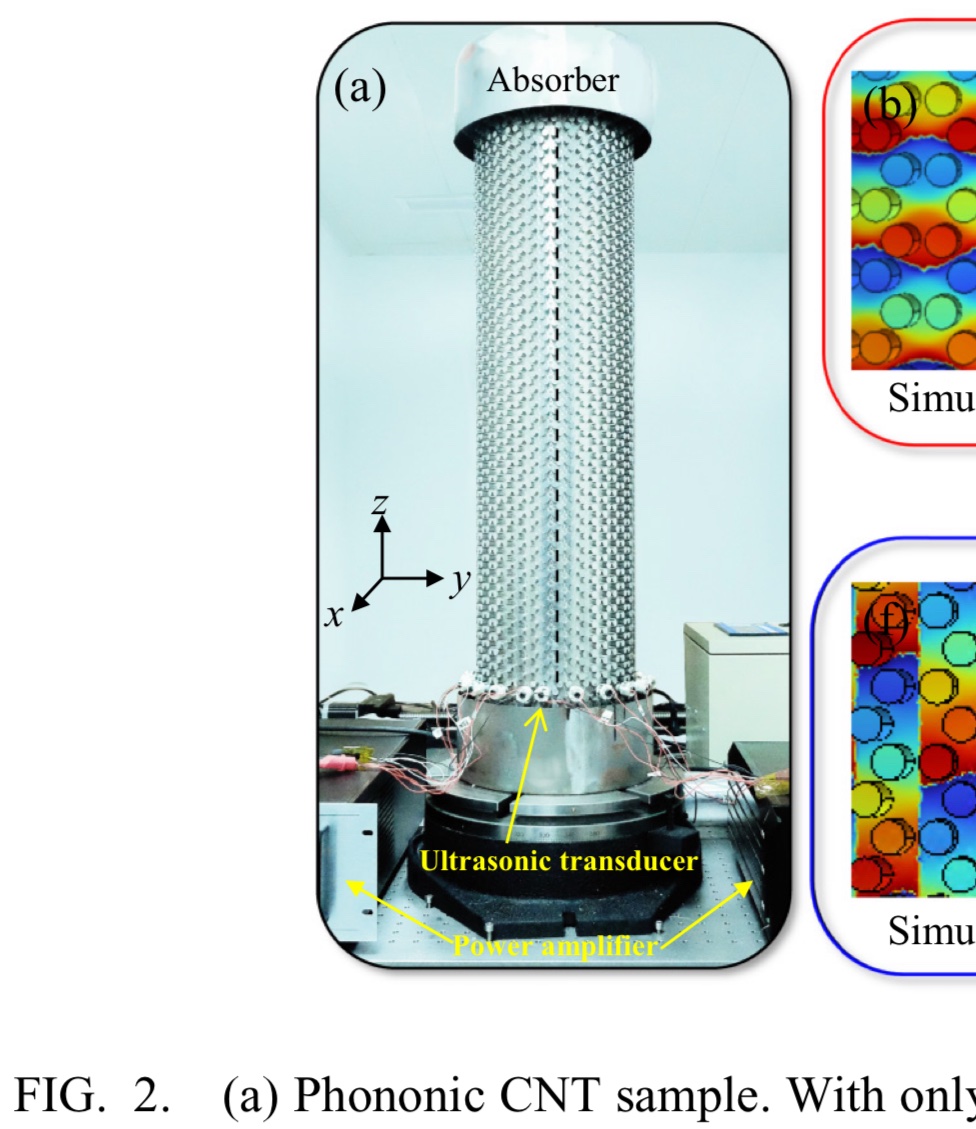 (a)
Absorber
(b)
Simu
z
y
x
(f)
Ultrasonic transducer
Simu
Power amplifier
FIG. 2. (a) Phononic CNT sample. With only